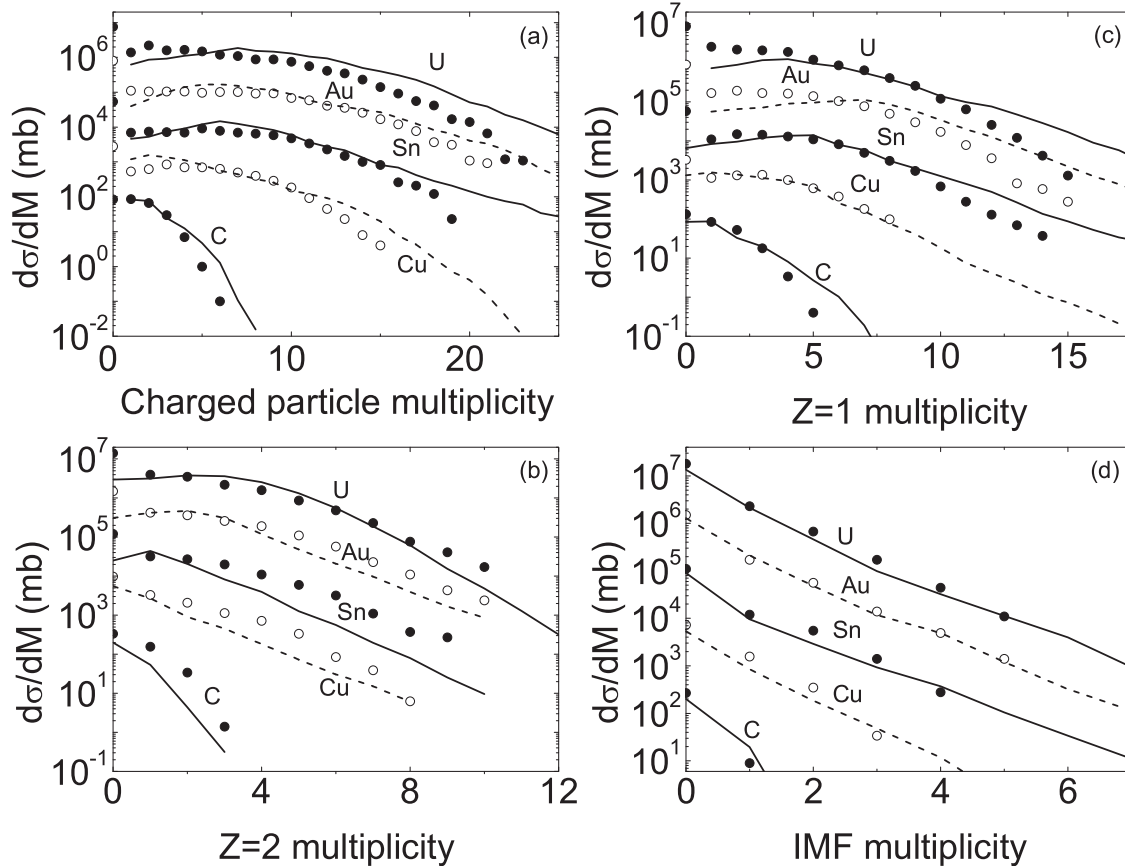 (a)
dσ/dM (mb)
10^6
10^4
10^2
10^0
10^-2
U
Au
Sn
C
Cu
0 10 20
Charged particle multiplicity
(c)
dσ/dM (mb)
10^7
10^5
10^3
10^1
10^-1
U
Au
Sn
Cu
C
0 5 10 15
Z=1 multiplicity
(b)
dσ/dM (mb)
10^7
10^5
10^3
10^1
10^-1
U
Au
Sn
Cu
C
0 4 8 12
Z=2 multiplicity
(d)
dσ/dM (mb)
10^7
10^6
10^5
10^4
10^3
10^2
10^1
U
Au
Sn
Cu
C
0 2 4 6
IMF multiplicity